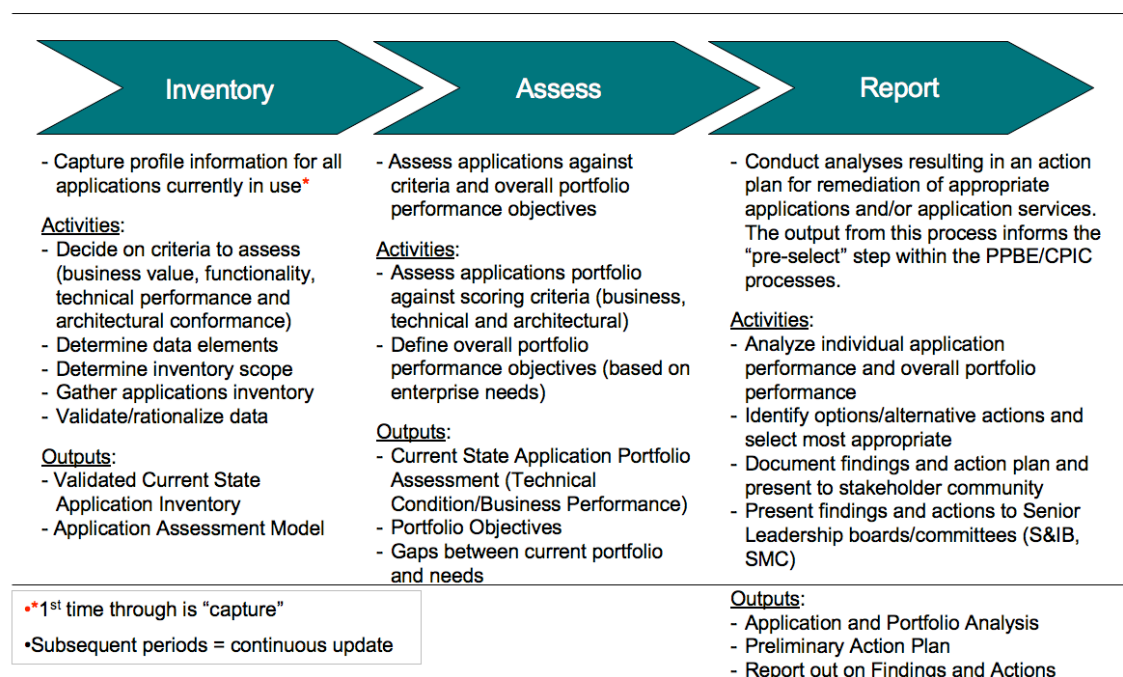 Inventory
- Capture profile information for all
applications currently in use*
Activities:
- Decide on criteria to assess
(business value, functionality,
technical performance and
architectural conformance)
- Determine data elements
- Determine inventory scope
- Gather applications inventory
- Validate/rationalize data
Outputs:
- Validated Current State
Application Inventory
- Application Assessment Model
Assess
- Assess applications against
criteria and overall portfolio
performance objectives
Activities:
- Assess applications portfolio
against scoring criteria (business,
technical and architectural)
- Define overall portfolio
performance objectives (based on
enterprise needs)
Outputs:
- Current State Application Portfolio
Assessment (Technical
Condition/Business Performance)
- Portfolio Objectives
- Gaps between current portfolio
and needs
Report
- Conduct analyses resulting in an action
plan for remediation of appropriate
applications and/or application services.
The output from this process informs the
“pre-select” step within the PPBE/CPIC
processes.
Activities:
- Analyze individual application
performance and overall portfolio
performance
- Identify options/alternative actions and
select most appropriate
- Document findings and action plan and
present to stakeholder community
- Present findings and actions to Senior
Leadership boards/committees (S&IB,
SMC)
Outputs:
- Application and Portfolio Analysis
- Preliminary Action Plan
- Report out on Findings and Actions
•*1st time through is “capture”
•Subsequent periods = continuous update